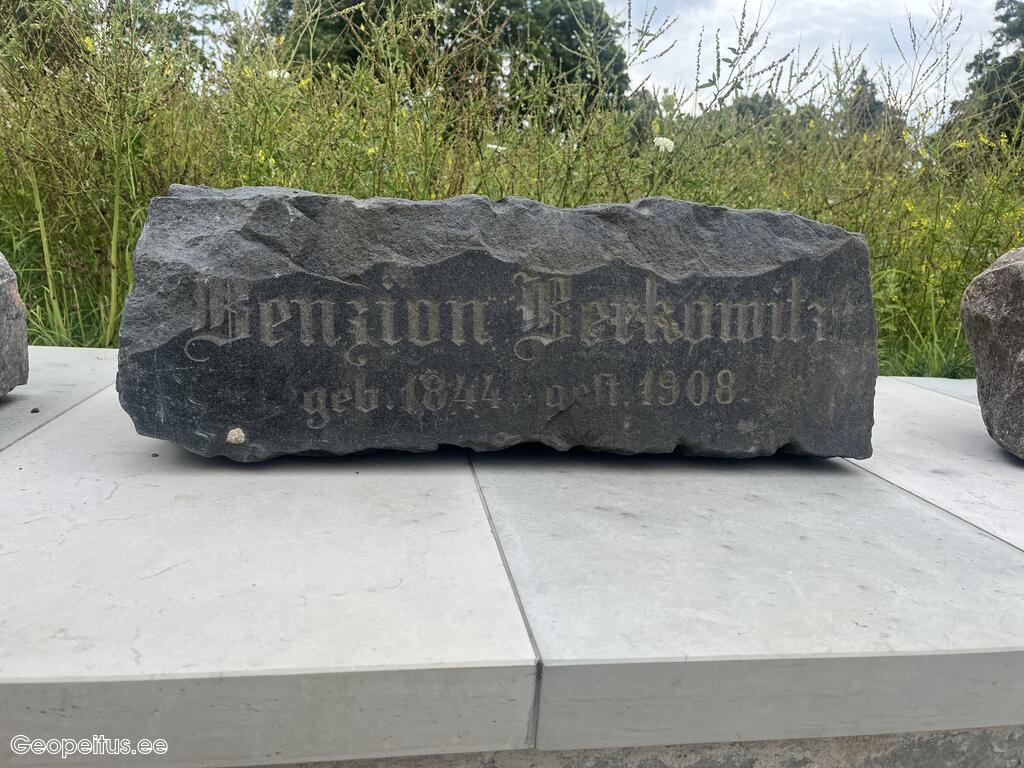 Benzion Berkowitz
geb. 1844 gest. 1908.
Geopeitus.ee